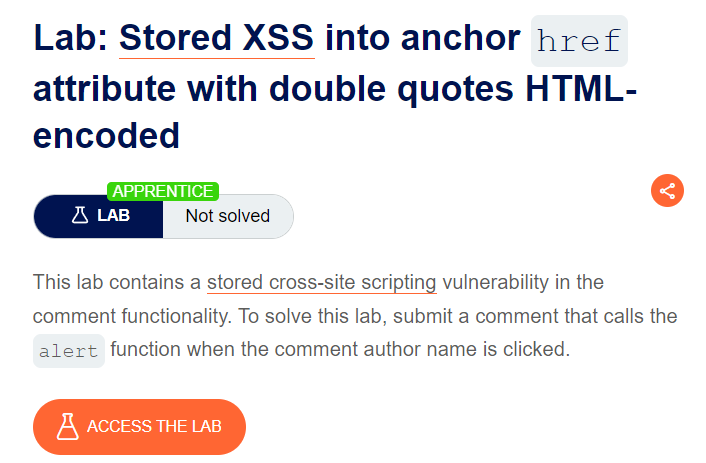 Lab: Stored XSS into anchor href
attribute with double quotes HTML-
encoded
APPRENTICE
LAB
Not solved
This lab contains a stored cross-site scripting vulnerability in the
comment functionality. To solve this lab, submit a comment that calls the
alert function when the comment author name is clicked.
ACCESS THE LAB